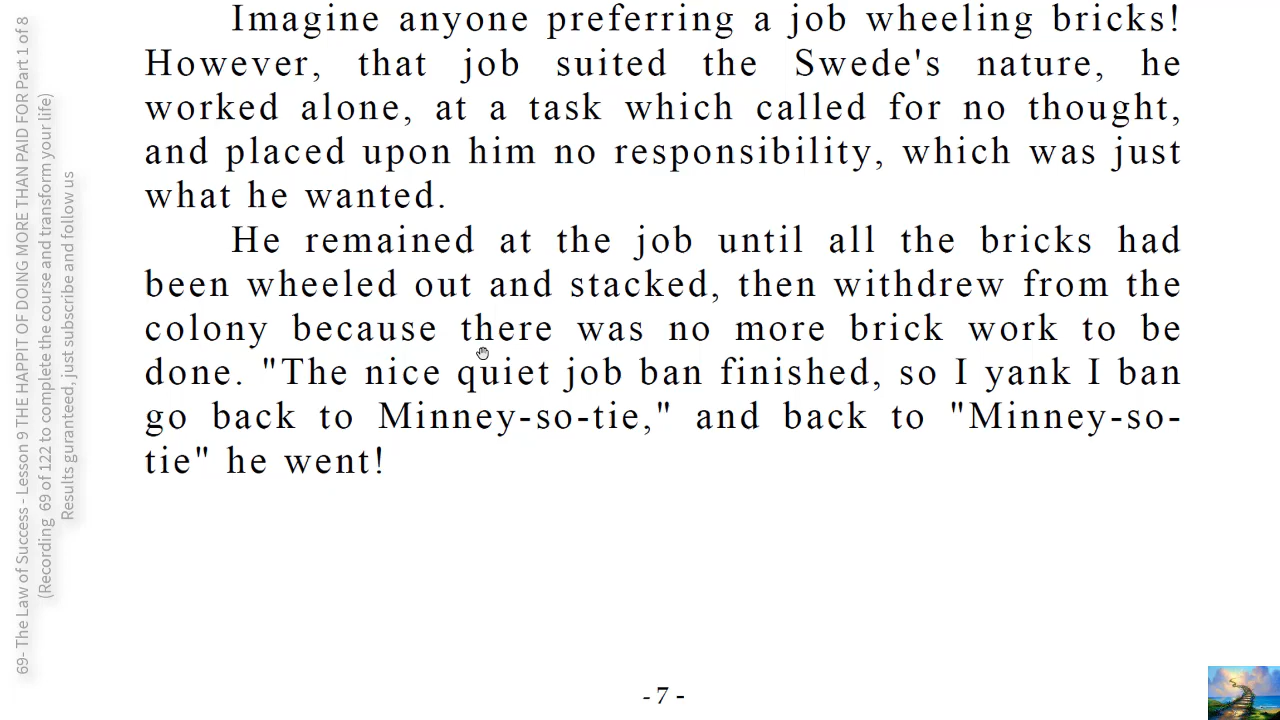 Imagine anyone preferring a job wheeling bricks!
However, that job suited the Swede's nature, he
worked alone, at a task which called for no thought,
and placed upon him no responsibility, which was just
what he wanted.
He remained at the job until all the bricks had
been wheeled out and stacked, then withdrew from the
colony because there was no more brick work to be
done. "The nice quiet job ban finished, so I yank I ban
go back to Minney-so-tie," and back to "Minney-so-
tie" he went!
- 7 -
69- The Law of Success - Lesson 9 THE HAPPIT OF DOING MORE THAN PAID FOR Part 1 of 8
(Recording 69 of 122 to complete the course and transform your life)
Results guranteed, just subscribe and follow us